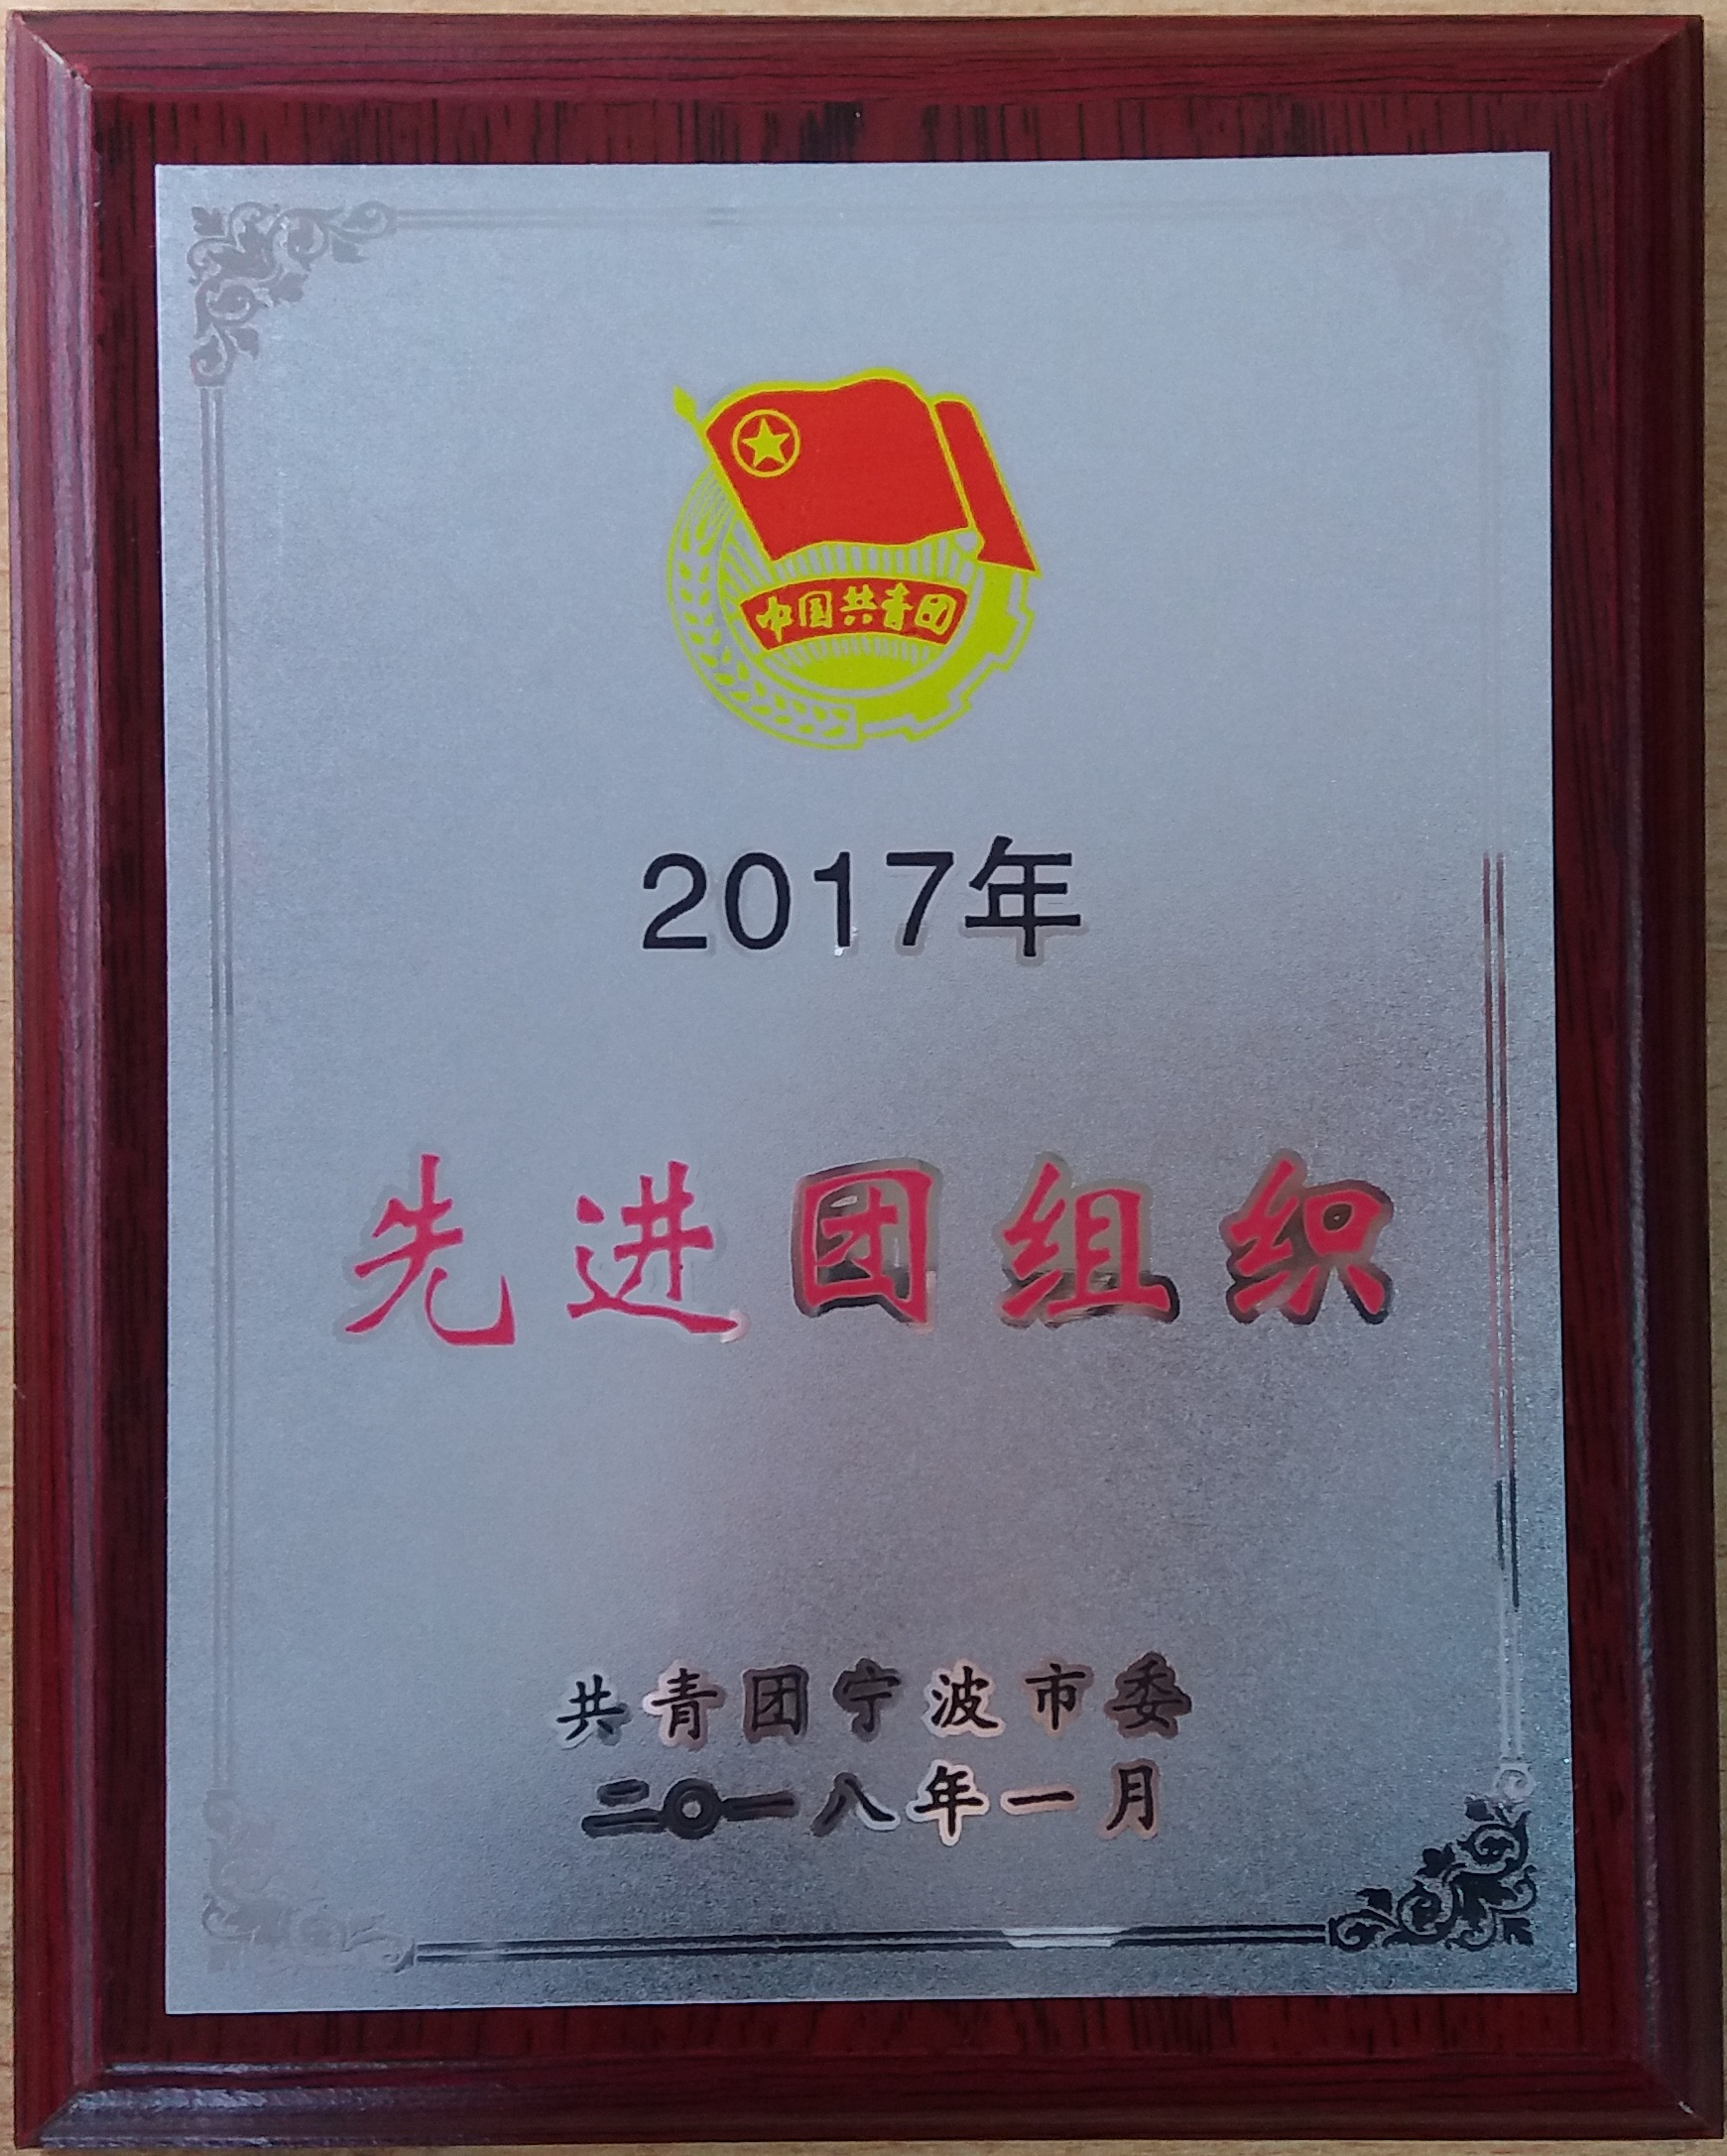 中国共青团
2017年
先进团组织
共青团宁波市委
二〇一八年一月